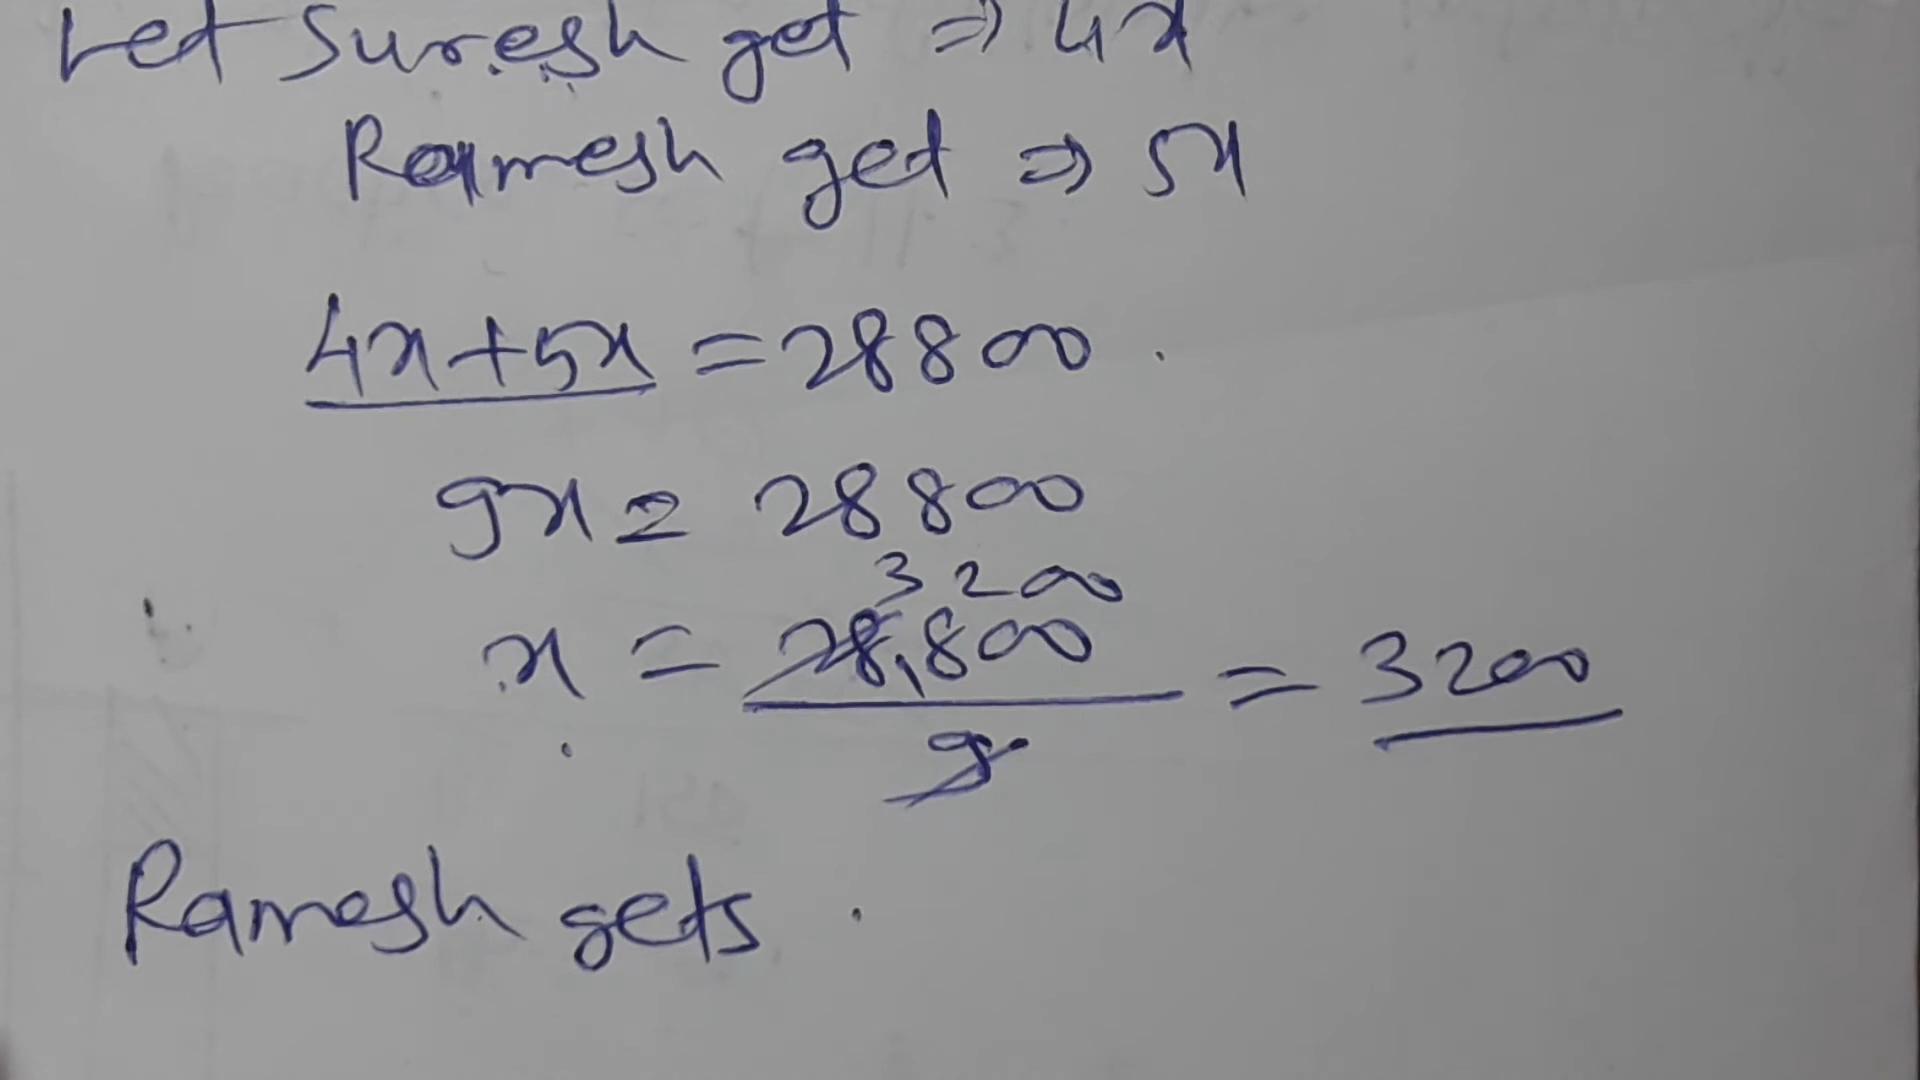 Let Suresh get ⇒ 4x
Ramesh get ⇒ 5x
4x+5x = 28800
9x = 28800
3200
x = 28,800 / 9 = 3200
Ramesh gets